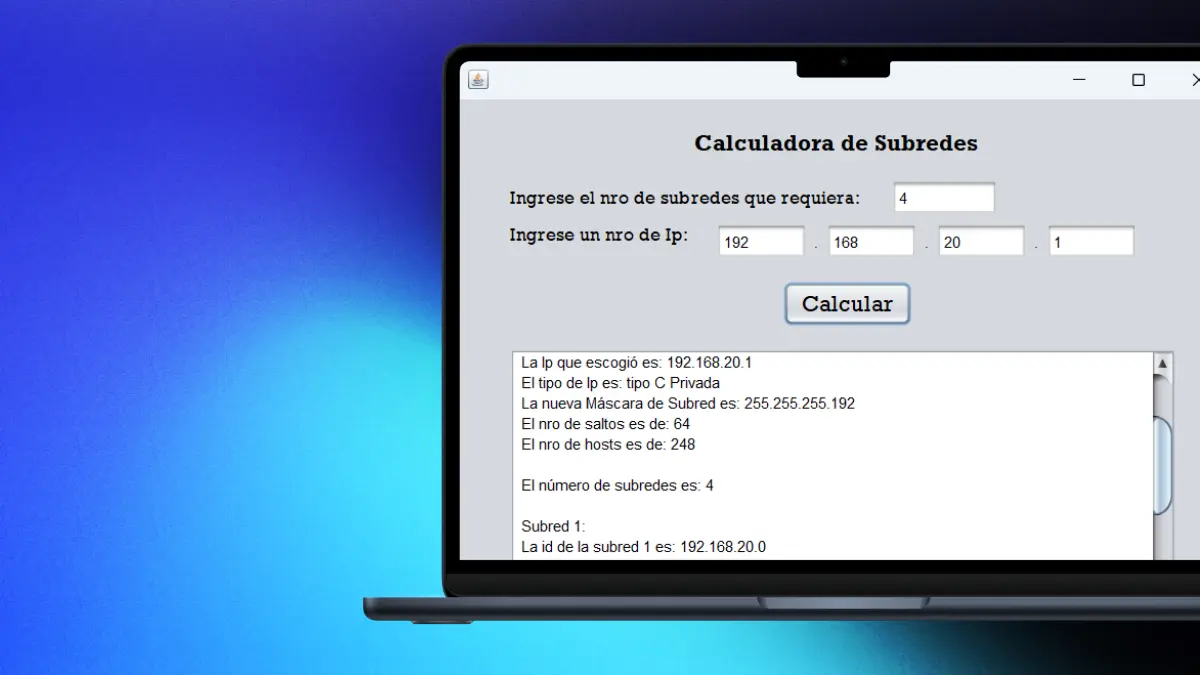 Calculadora de Subredes
Ingrese el nro de subredes que requiera: 4
Ingrese un nro de Ip: 192 . 168 . 20 . 1
Calcular
La Ip que escogió es: 192.168.20.1
El tipo de Ip es: tipo C Privada
La nueva Máscara de Subred es: 255.255.255.192
El nro de saltos es de: 64
El nro de hosts es de: 248
El número de subredes es: 4
Subred 1:
La id de la subred 1 es: 192.168.20.0